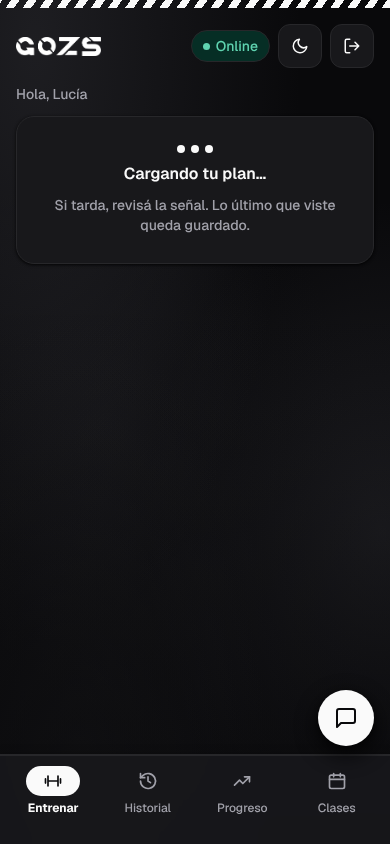 GOZS
Online
Hola, Lucía
Cargando tu plan...
Si tarda, revisá la señal. Lo último que viste
queda guardado.
Entrenar
Historial
Progreso
Clases